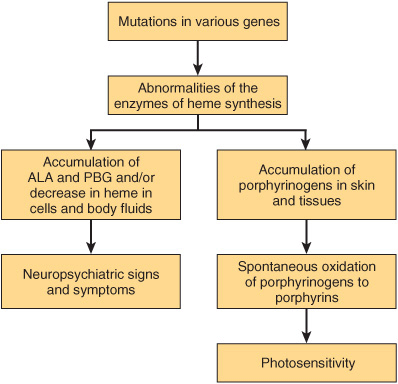 Mutations in various genes
Abnormalities of the
enzymes of heme synthesis
Accumulation of
ALA and PBG and/or
decrease in heme in
cells and body fluids
Accumulation of
porphyrinogens in skin
and tissues
Neuropsychiatric signs
and symptoms
Spontaneous oxidation
of porphyrinogens to
porphyrins
Photosensitivity